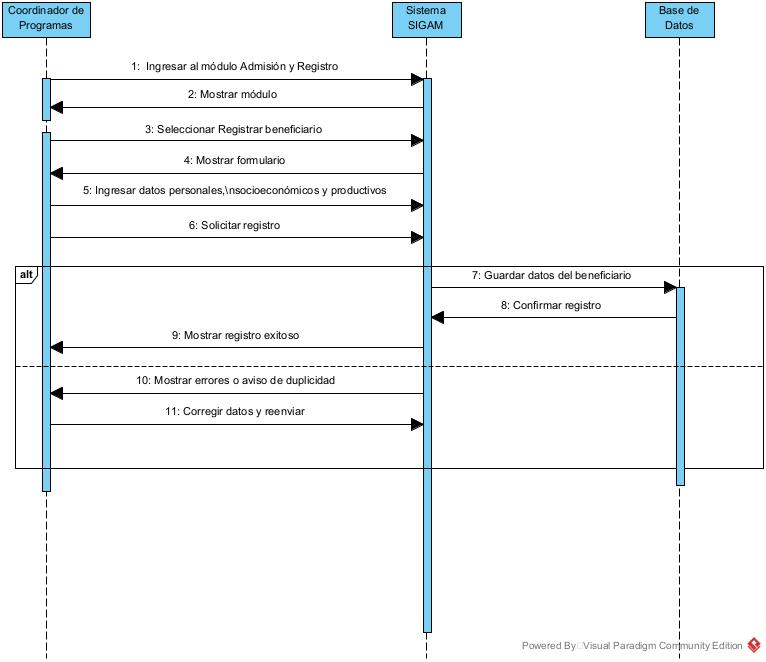 Coordinador de
Programas
Sistema
SIGAM
Base de
Datos
1:  Ingresar al módulo Admisión y Registro
2: Mostrar módulo
3: Seleccionar Registrar beneficiario
4: Mostrar formulario
5: Ingresar datos personales,\nsocioeconómicos y productivos
6: Solicitar registro
alt
7: Guardar datos del beneficiario
8: Confirmar registro
9: Mostrar registro exitoso
10: Mostrar errores o aviso de duplicidad
11: Corregir datos y reenviar
Powered By Visual Paradigm Community Edition